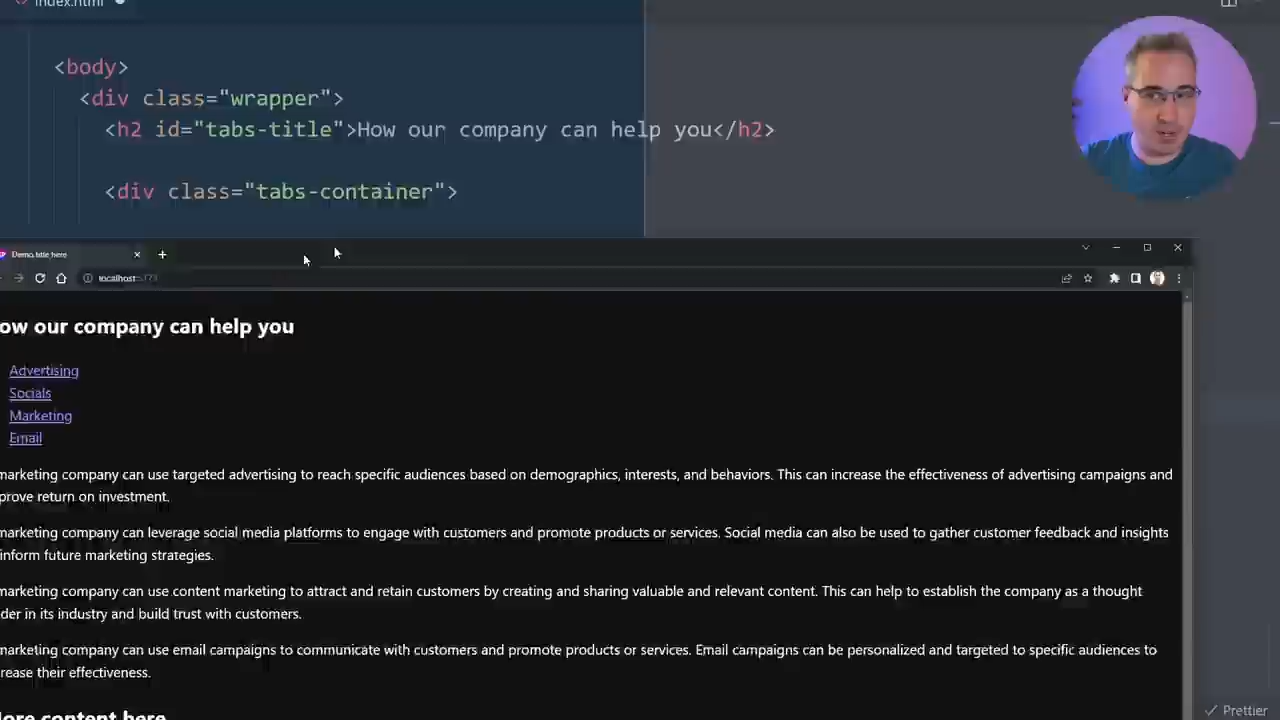 index.html
<body>
<div class="wrapper">
<h2 id="tabs-title">How our company can help you</h2>
<div class="tabs-container">
Demo title here
localhost:
ow our company can help you
Advertising
Socials
Marketing
Email
marketing company can use targeted advertising to reach specific audiences based on demographics, interests, and behaviors. This can increase the effectiveness of advertising campaigns and
prove return on investment.
marketing company can leverage social media platforms to engage with customers and promote products or services. Social media can also be used to gather customer feedback and insights
inform future marketing strategies.
marketing company can use content marketing to attract and retain customers by creating and sharing valuable and relevant content. This can help to establish the company as a thought
der in its industry and build trust with customers.
marketing company can use email campaigns to communicate with customers and promote products or services. Email campaigns can be personalized and targeted to specific audiences to
rease their effectiveness.
ore content here
Prettier